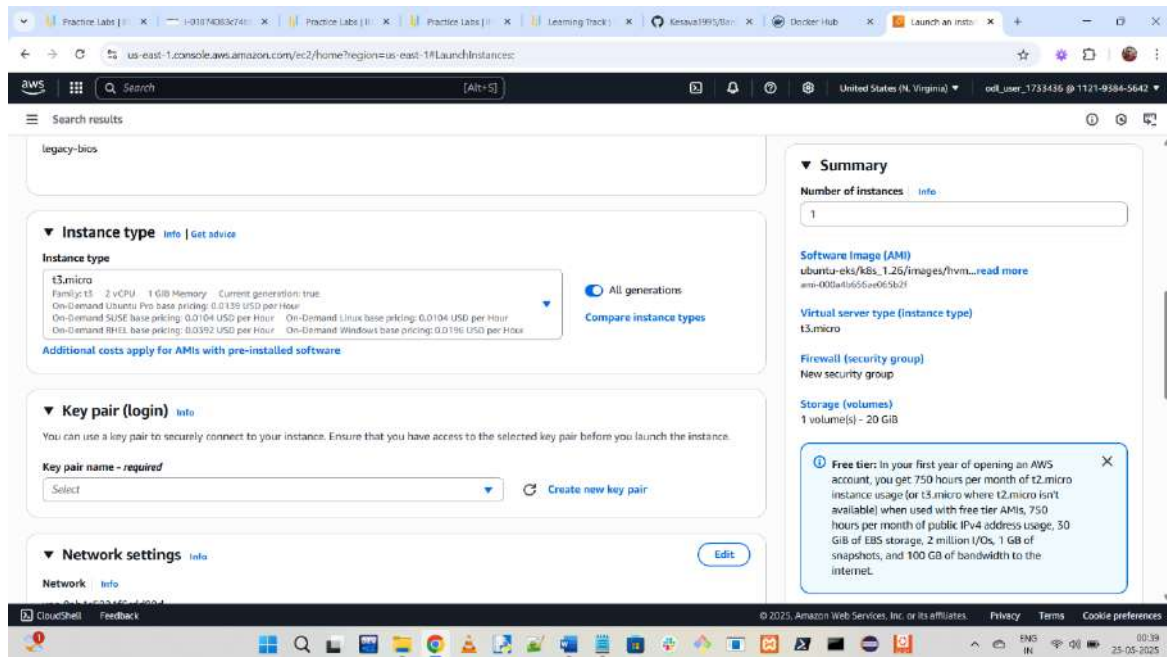 Practice Labs |
i-01074083c74b
Practice Labs |
Practice Labs |
Learning Track |
Kesava1995/Ban
Docker Hub
Launch an insta
us-east-1.console.aws.amazon.com/ec2/home?region=us-east-1#LaunchInstances:
aws
Search
[Alt+S]
United States (N. Virginia)
odl_user_1733436 @ 1121-9384-5642
Search results
legacy-bios
Instance type Info | Get advice
Instance type
t3.micro
Family: t3 2 vCPU 1 GiB Memory Current generation: true
On-Demand Ubuntu Pro base pricing: 0.0139 USD per Hour
On-Demand SUSE base pricing: 0.0104 USD per Hour On-Demand Linux base pricing: 0.0104 USD per Hour
On-Demand RHEL base pricing: 0.0392 USD per Hour On-Demand Windows base pricing: 0.0196 USD per Hour
All generations
Compare instance types
Additional costs apply for AMIs with pre-installed software
Key pair (login) Info
You can use a key pair to securely connect to your instance. Ensure that you have access to the selected key pair before you launch the instance.
Key pair name - required
Select
Create new key pair
Network settings Info
Edit
Network Info
Summary
Number of instances Info
1
Software Image (AMI)
ubuntu-eks/k8s_1.26/images/hvm...read more
Virtual server type (instance type)
t3.micro
Firewall (security group)
New security group
Storage (volumes)
1 volume(s) - 20 GiB
Free tier: In your first year of opening an AWS
account, you get 750 hours per month of t2.micro
instance usage (or t3.micro where t2.micro isn't
available) when used with free tier AMIs, 750
hours per month of public IPv4 address usage, 30
GiB of EBS storage, 2 million I/Os, 1 GB of
snapshots, and 100 GB of bandwidth to the
internet.
CloudShell Feedback
© 2025, Amazon Web Services, Inc. or its affiliates. Privacy Terms Cookie preferences
ENG
IN
00:39
25-05-2025